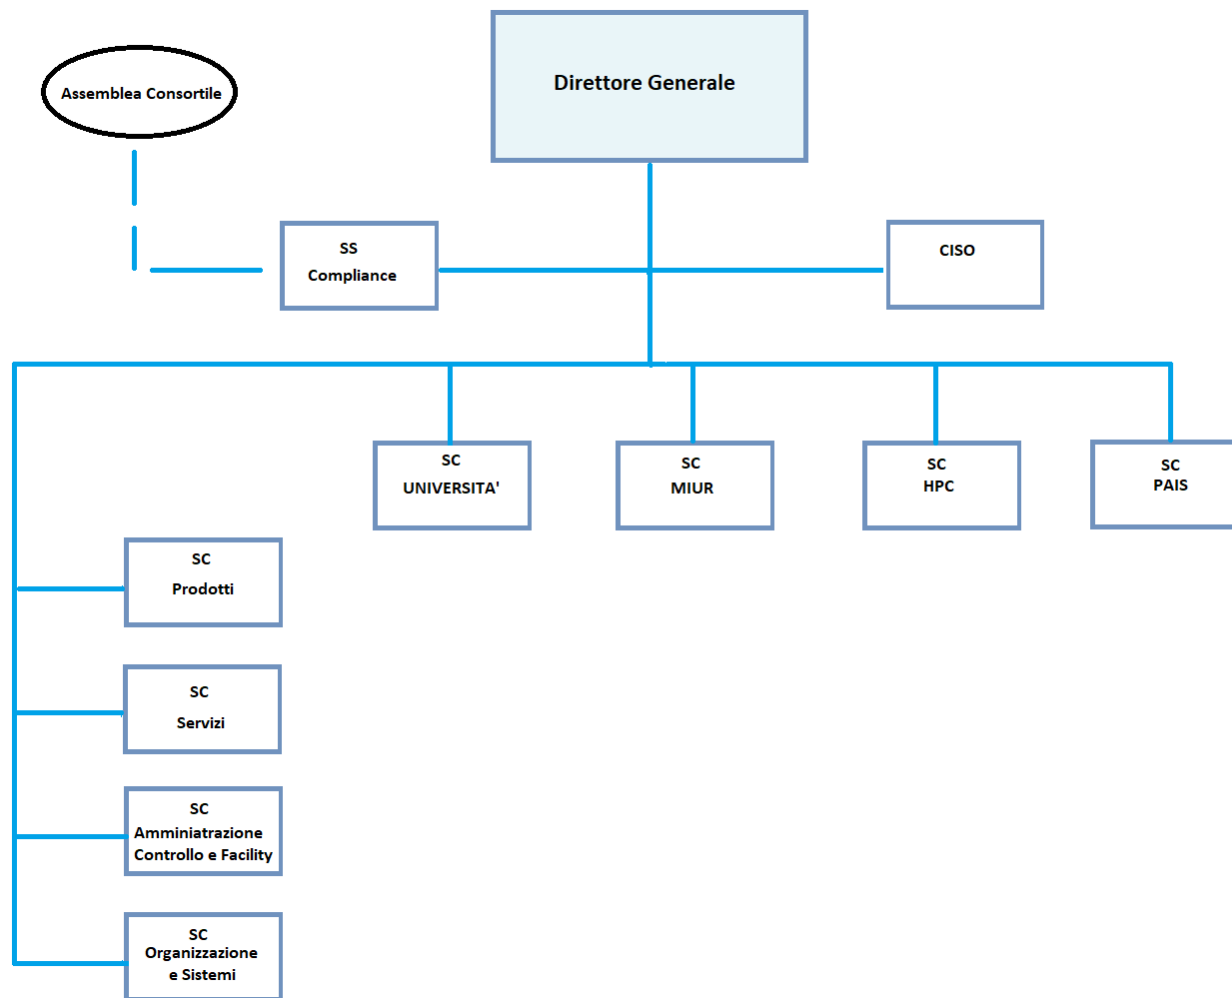 Direttore Generale
Assemblea Consortile
SS
Compliance
CISO
SC
UNIVERSITA'
SC
MIUR
SC
HPC
SC
PAIS
SC
Prodotti
SC
Servizi
SC
Amminiatrazione
Controllo e Facility
SC
Organizzazione
e Sistemi